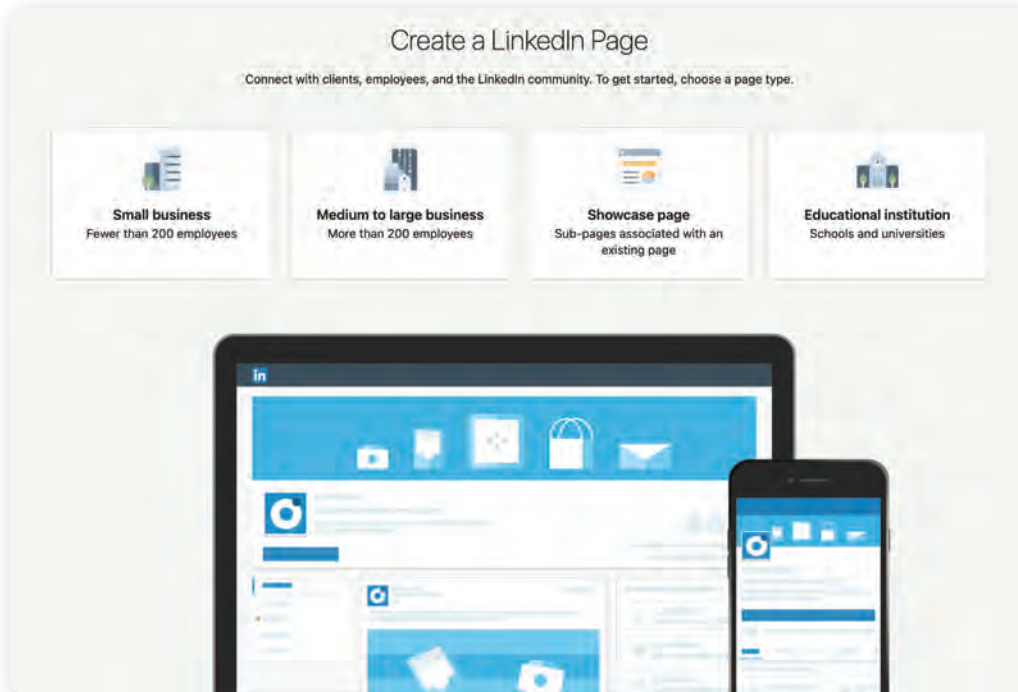 Create a LinkedIn Page
Connect with clients, employees, and the LinkedIn community. To get started, choose a page type.
Small business
Fewer than 200 employees
Medium to large business
More than 200 employees
Showcase page
Sub-pages associated with an
existing page
Educational institution
Schools and universities
in